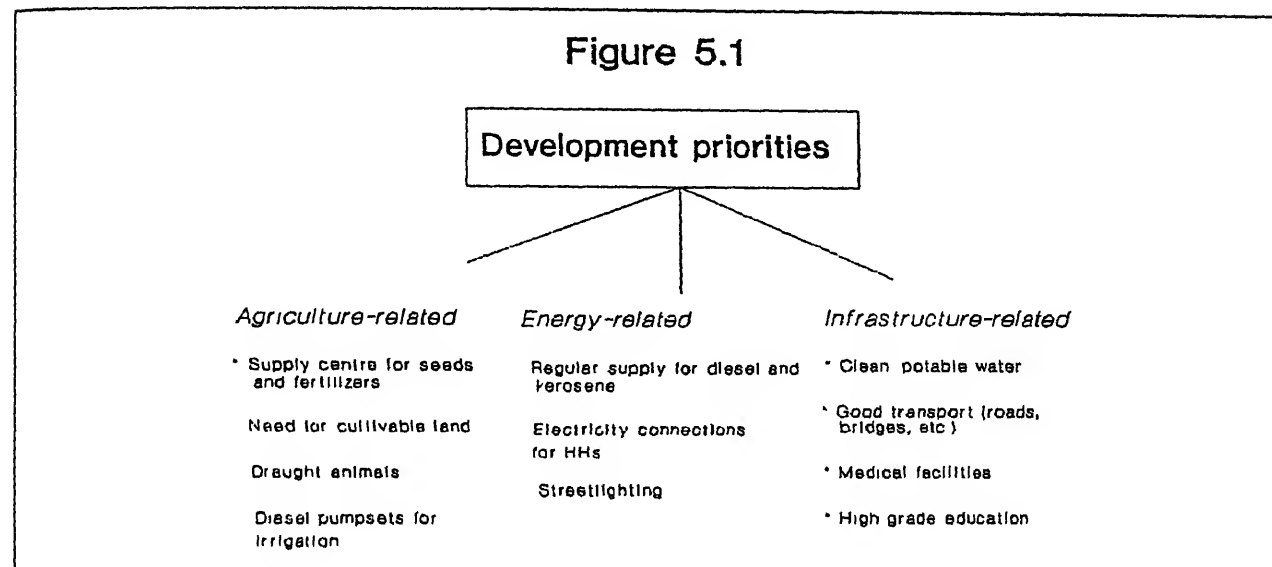 Figure 5.1
Development priorities
Agriculture-related
* Supply centre for seeds
and fertilizers
Need for cultivable land
Draught animals
Diesel pumpsets for
irrigation
Energy-related
Regular supply for diesel and
kerosene
Electricity connections
for HHs
Streetlighting
Infrastructure-related
* Clean potable water
* Good transport (roads,
bridges, etc)
* Medical facilities
* High grade education